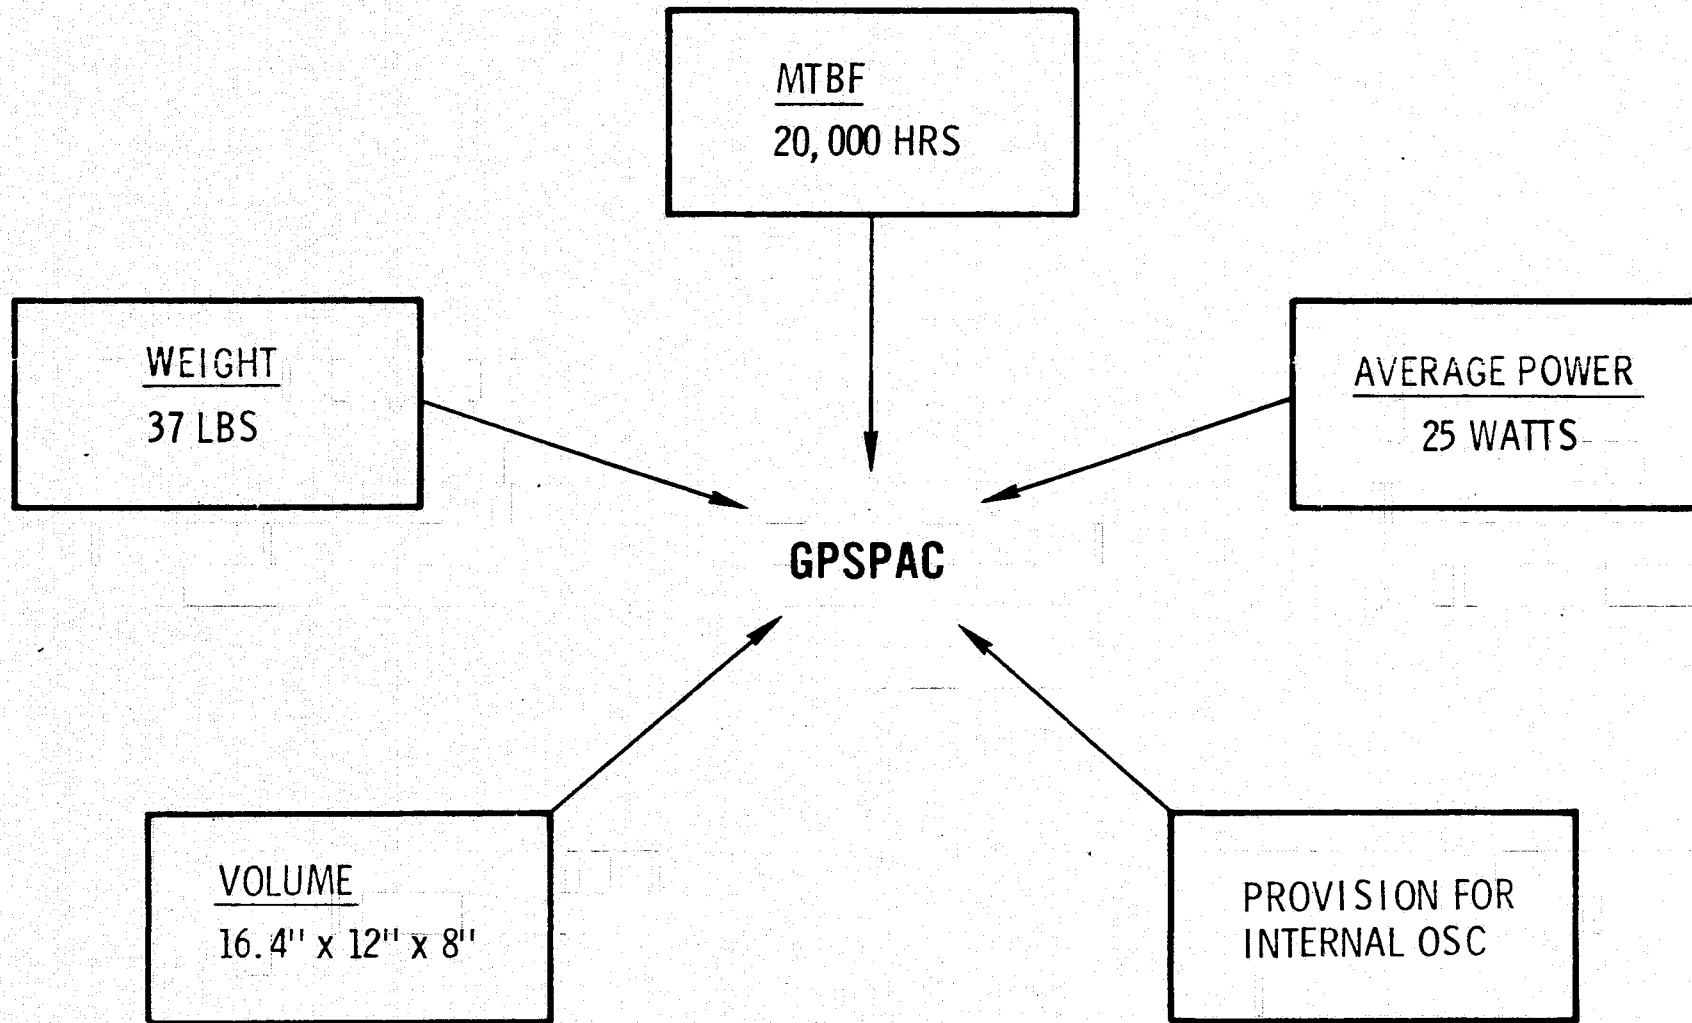 MTBF
20,000 HRS
WEIGHT
37 LBS
AVERAGE POWER
25 WATTS
GPSPAC
VOLUME
16.4" x 12" x 8"
PROVISION FOR
INTERNAL OSC